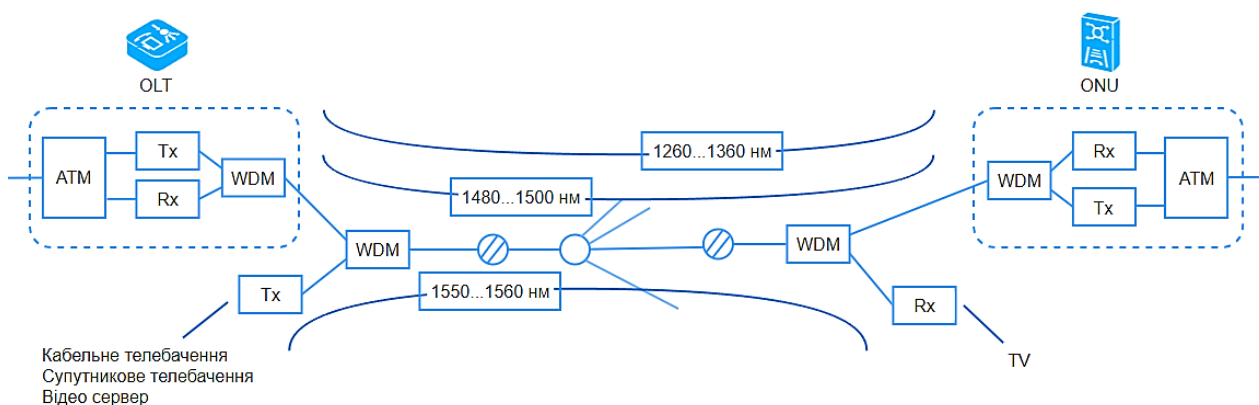 OLT
ONU
1260...1360 нм
Tx
Rx
ATM
WDM
Rx
WDM
ATM
Tx
1480...1500 нм
WDM
WDM
Tx
1550...1560 нм
Rx
Кабельне телебачення
Супутникове телебачення
Відео сервер
TV